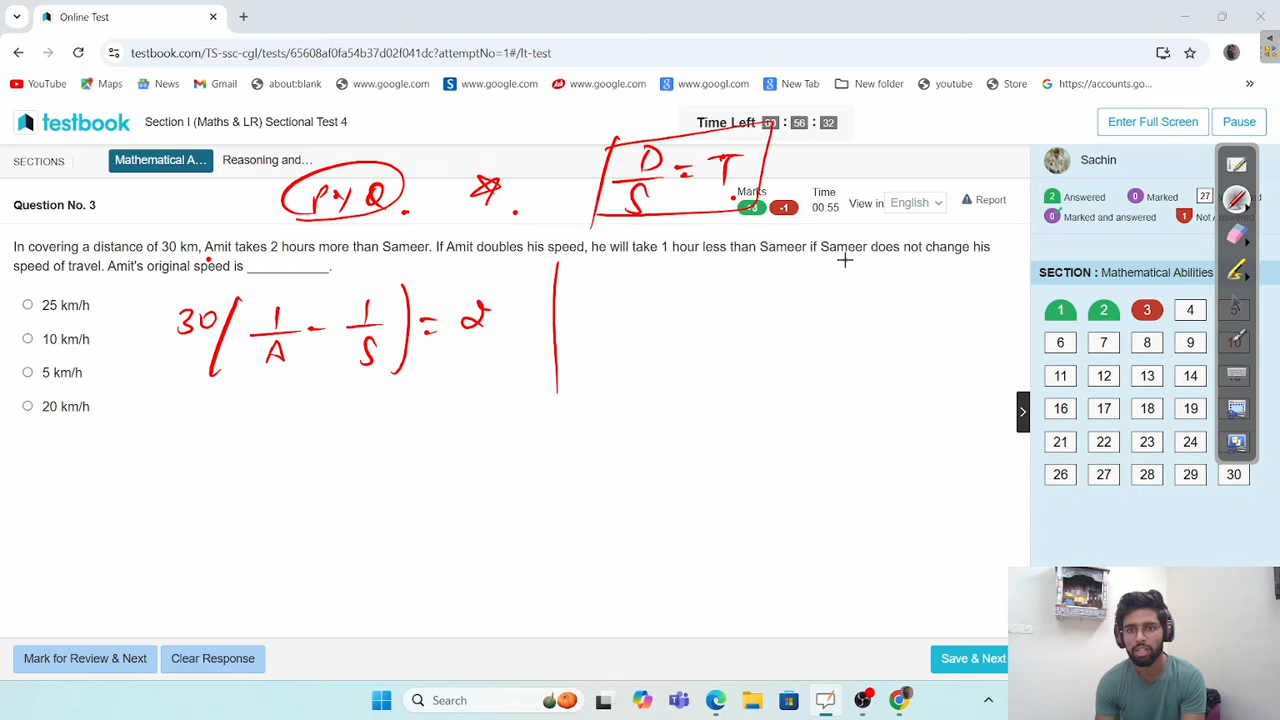 Online Test
testbook.com/TS-ssc-cgl/tests/65608af0fa54b37d02f041dc?attemptNo=1#/lt-test
YouTube Maps News Gmail about:blank www.google.com www.google.com www.google.com www.googl.com New Tab New folder youtube Store https://accounts.go...
testbook Section I (Maths & LR) Sectional Test 4 Time Left : 56 : 32 Enter Full Screen Pause
SECTIONS Mathematical A... Reasoning and... Sachin
P > Q D/S = T
Question No. 3 Marks -1 Time 00:55 View in English Report
2 Answered 0 Marked 27
0 Marked and answered 1
In covering a distance of 30 km, Amit takes 2 hours more than Sameer. If Amit doubles his speed, he will take 1 hour less than Sameer if Sameer does not change his
speed of travel. Amit's original speed is ____________.
SECTION : Mathematical Abilities
25 km/h
10 km/h
5 km/h
20 km/h
30 ( 1/A - 1/S ) = 2
1 2 3 4 5
6 7 8 9 10
11 12 13 14
16 17 18 19
21 22 23 24
26 27 28 29 30
Mark for Review & Next Clear Response Save & Next
Search